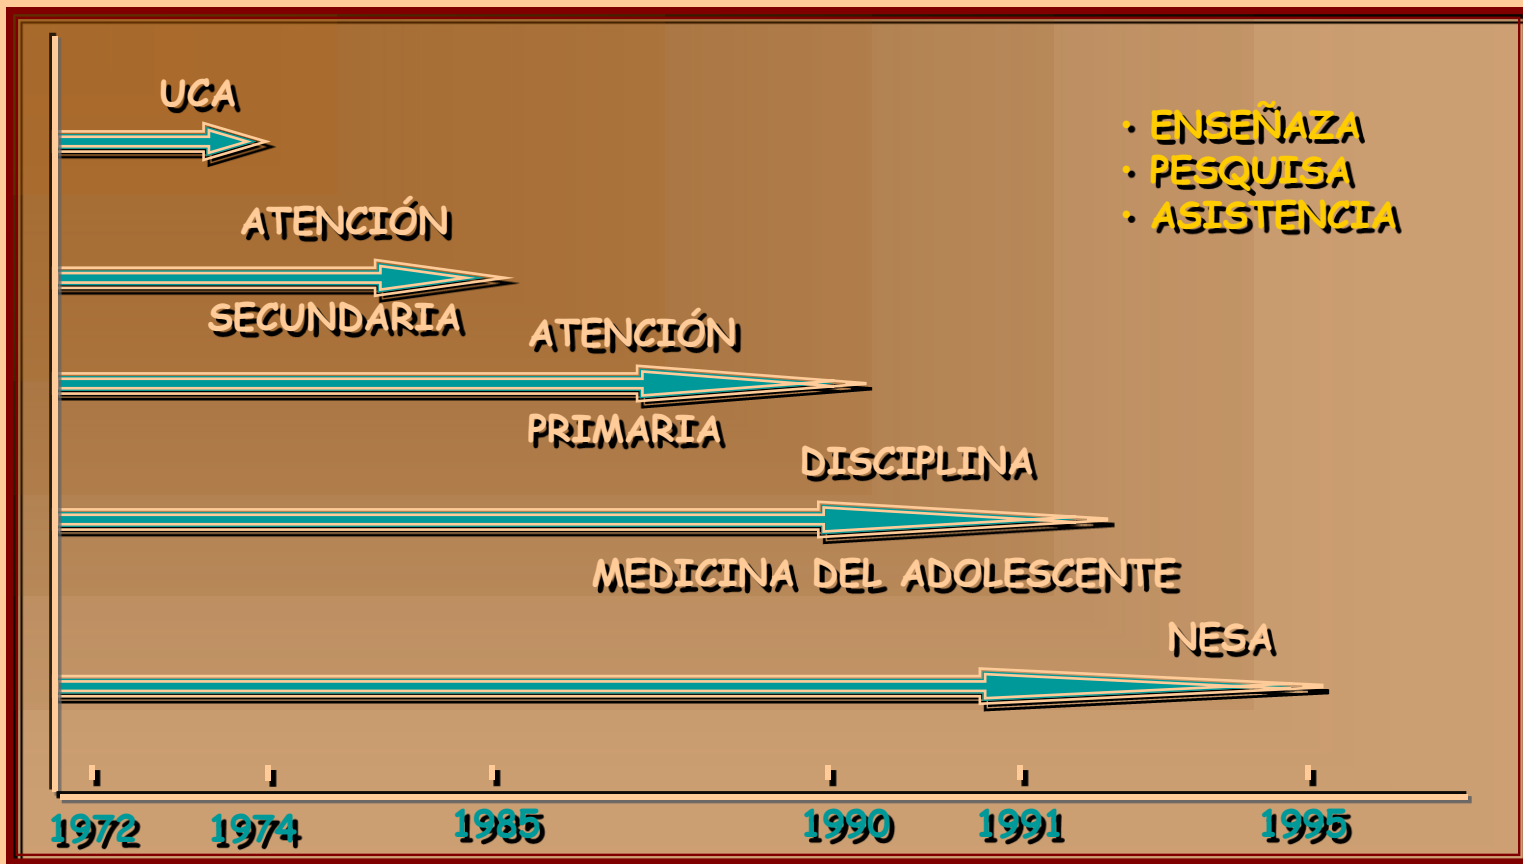 UCA
• ENSEÑAZA
• PESQUISA
• ASISTENCIA
ATENCIÓN
SECUNDARIA
ATENCIÓN
PRIMARIA
DISCIPLINA
MEDICINA DEL ADOLESCENTE
NESA
1972 1974 1985 1990 1991 1995